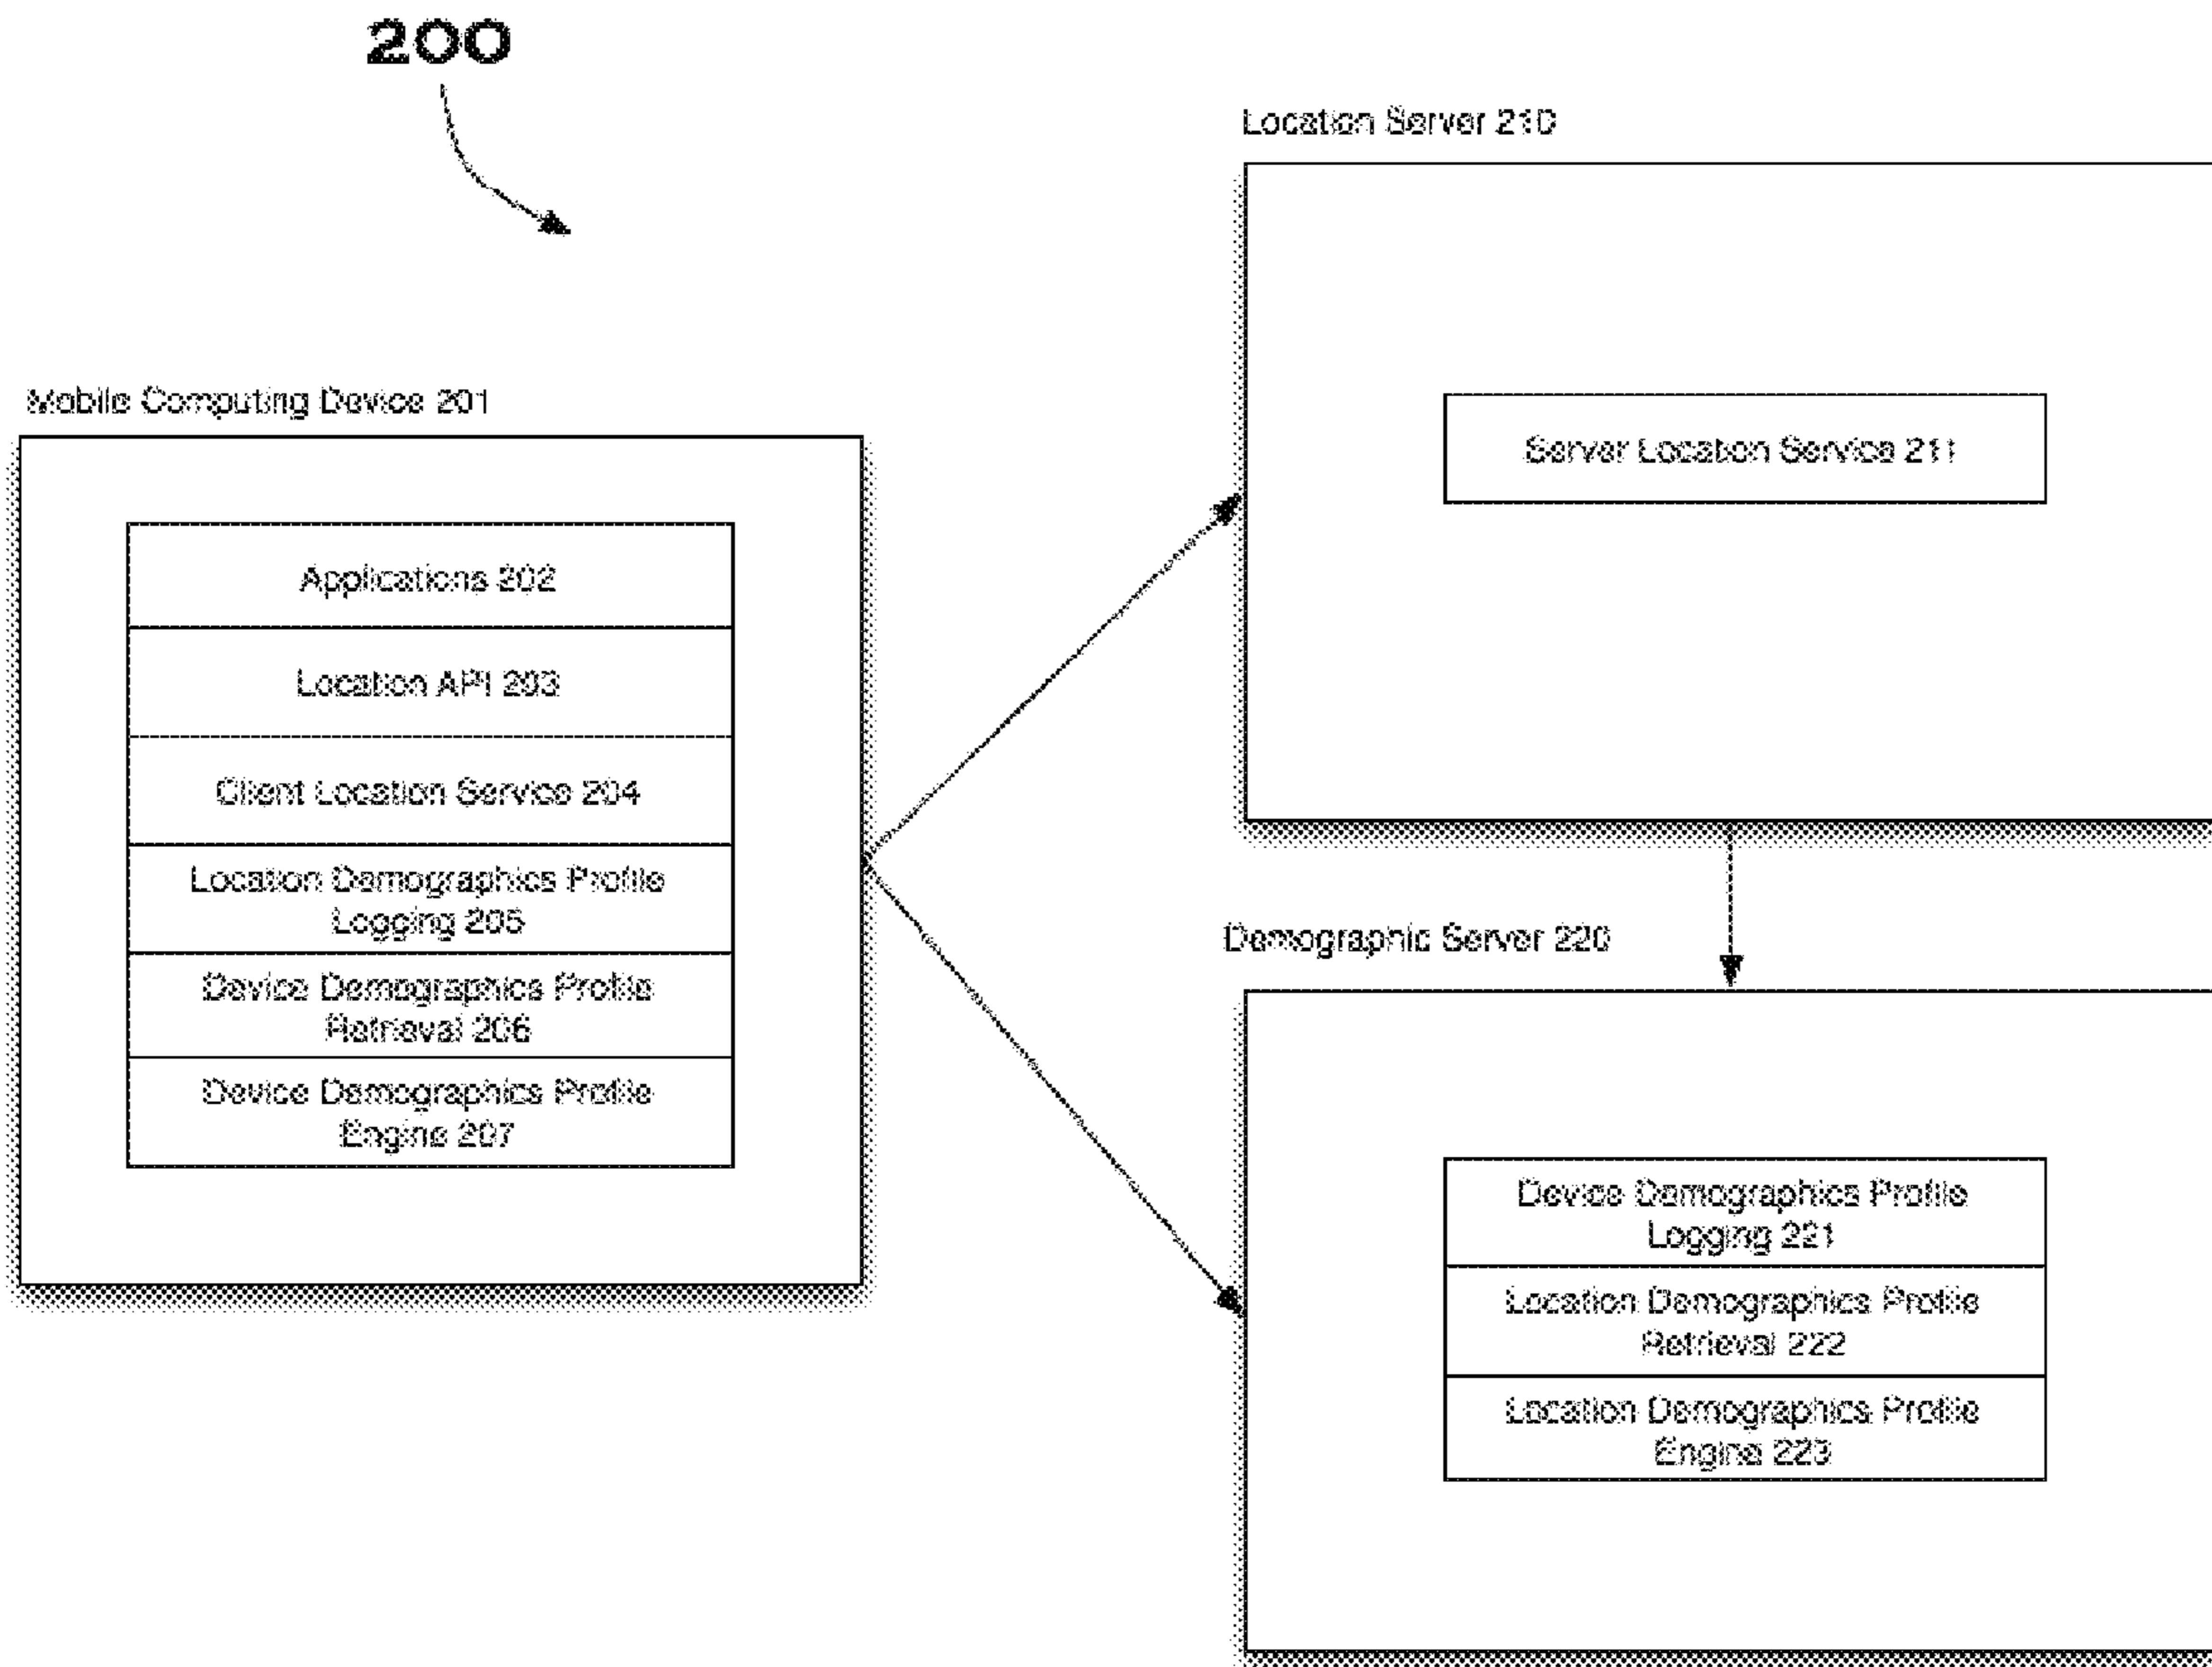 200
Location Server 210
Mobile Computing Device 201
Server Location Service 211
Applications 202
Location API 203
Client Location Service 204
Location Demographics Profile
Logging 205
Device Demographics Profile
Retrieval 206
Device Demographics Profile
Engine 207
Demographic Server 220
Device Demographics Profile
Logging 221
Location Demographics Profile
Retrieval 222
Location Demographics Profile
Engine 223